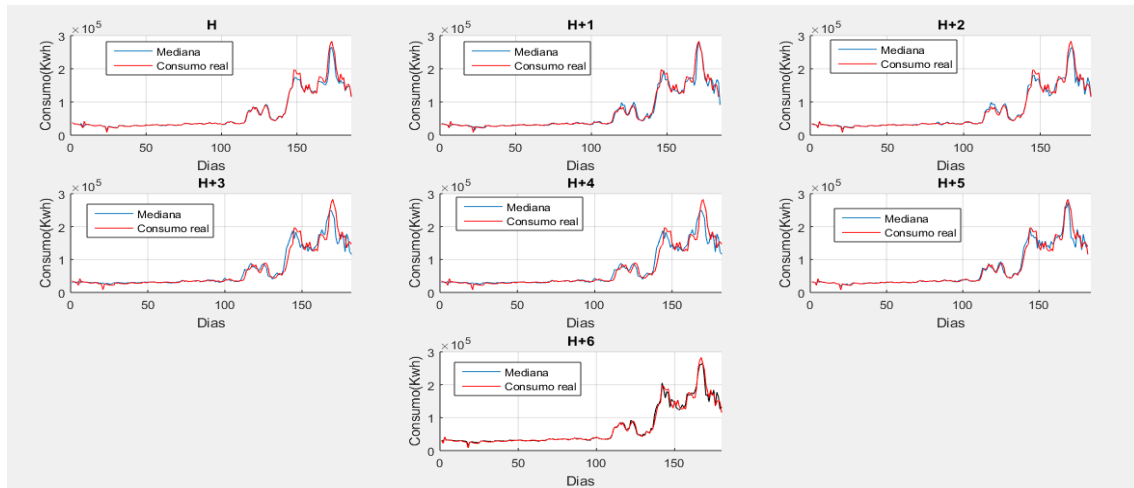 H
×10^5
3
2
1
0
Consumo(Kwh)
Mediana
Consumo real
0 50 100 150
Dias
H+1
×10^5
3
2
1
0
Consumo(Kwh)
Mediana
Consumo real
0 50 100 150
Dias
H+2
×10^5
3
2
1
0
Consumo(Kwh)
Mediana
Consumo real
0 50 100 150
Dias
H+3
×10^5
3
2
1
0
Consumo(Kwh)
Mediana
Consumo real
0 50 100 150
Dias
H+4
×10^5
3
2
1
0
Consumo(Kwh)
Mediana
Consumo real
0 50 100 150
Dias
H+5
×10^5
3
2
1
0
Consumo(Kwh)
Mediana
Consumo real
0 50 100 150
Dias
H+6
×10^5
3
2
1
0
Consumo(Kwh)
Mediana
Consumo real
0 50 100 150
Dias